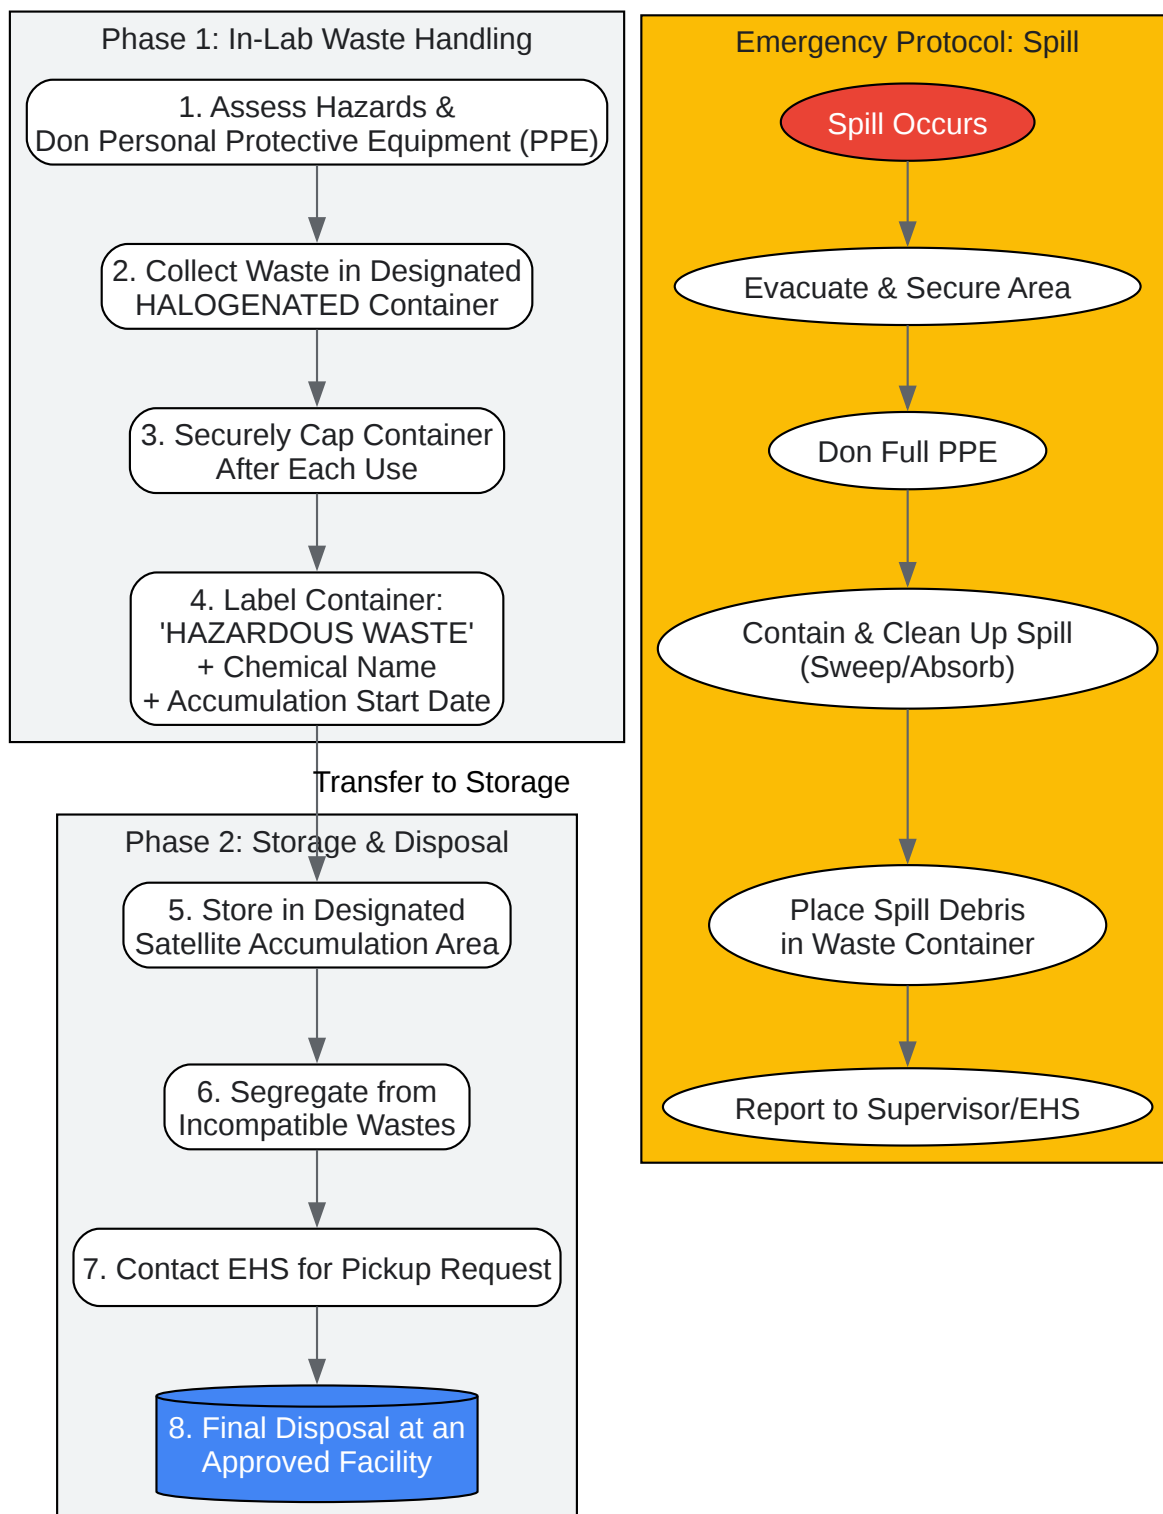 Phase 1: In-Lab Waste Handling
1. Assess Hazards &
Don Personal Protective Equipment (PPE)
2. Collect Waste in Designated
HALOGENATED Container
3. Securely Cap Container
After Each Use
4. Label Container:
'HAZARDOUS WASTE'
+ Chemical Name
+ Accumulation Start Date
Transfer to Storage
Phase 2: Storage & Disposal
5. Store in Designated
Satellite Accumulation Area
6. Segregate from
Incompatible Wastes
7. Contact EHS for Pickup Request
8. Final Disposal at an
Approved Facility
Emergency Protocol: Spill
Spill Occurs
Evacuate & Secure Area
Don Full PPE
Contain & Clean Up Spill
(Sweep/Absorb)
Place Spill Debris
in Waste Container
Report to Supervisor/EHS